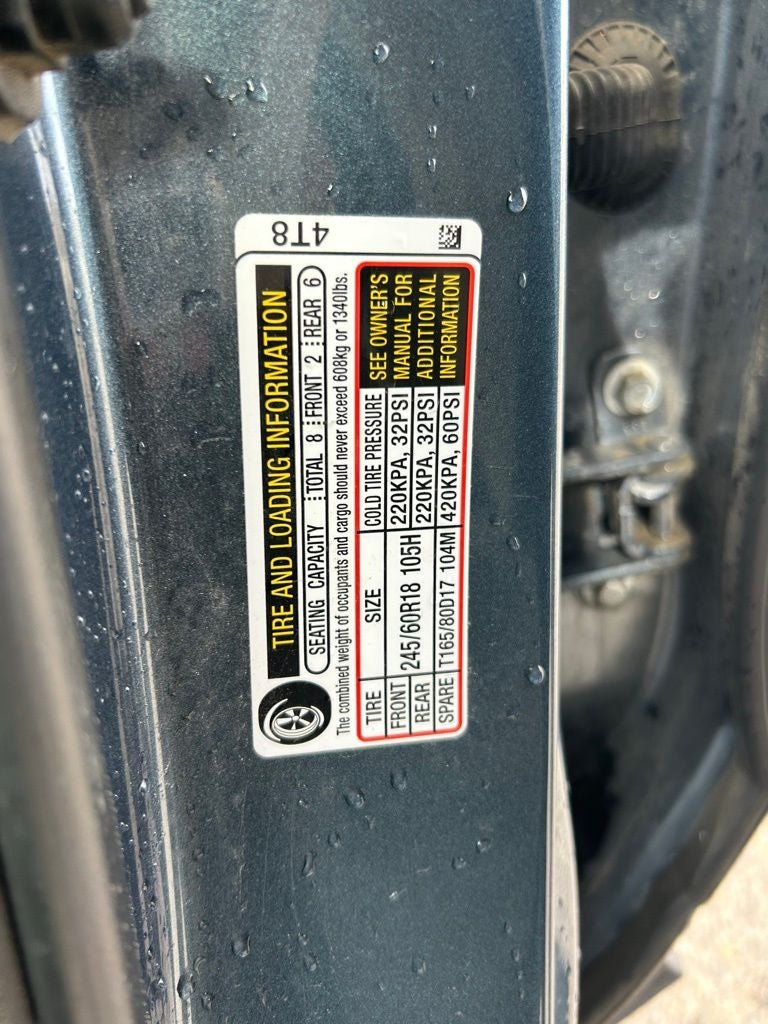 4T8
TIRE AND LOADING INFORMATION
SEATING CAPACITY TOTAL 8 FRONT 2 REAR 6
The combined weight of occupants and cargo should never exceed 608kg or 1340lbs.
TIRE SIZE COLD TIRE PRESSURE
FRONT 245/60R18 105H 220KPA, 32PSI
REAR 220KPA, 32PSI
SPARE T165/80D17 104M 420KPA, 60PSI
SEE OWNER'S
MANUAL FOR
ADDITIONAL
INFORMATION